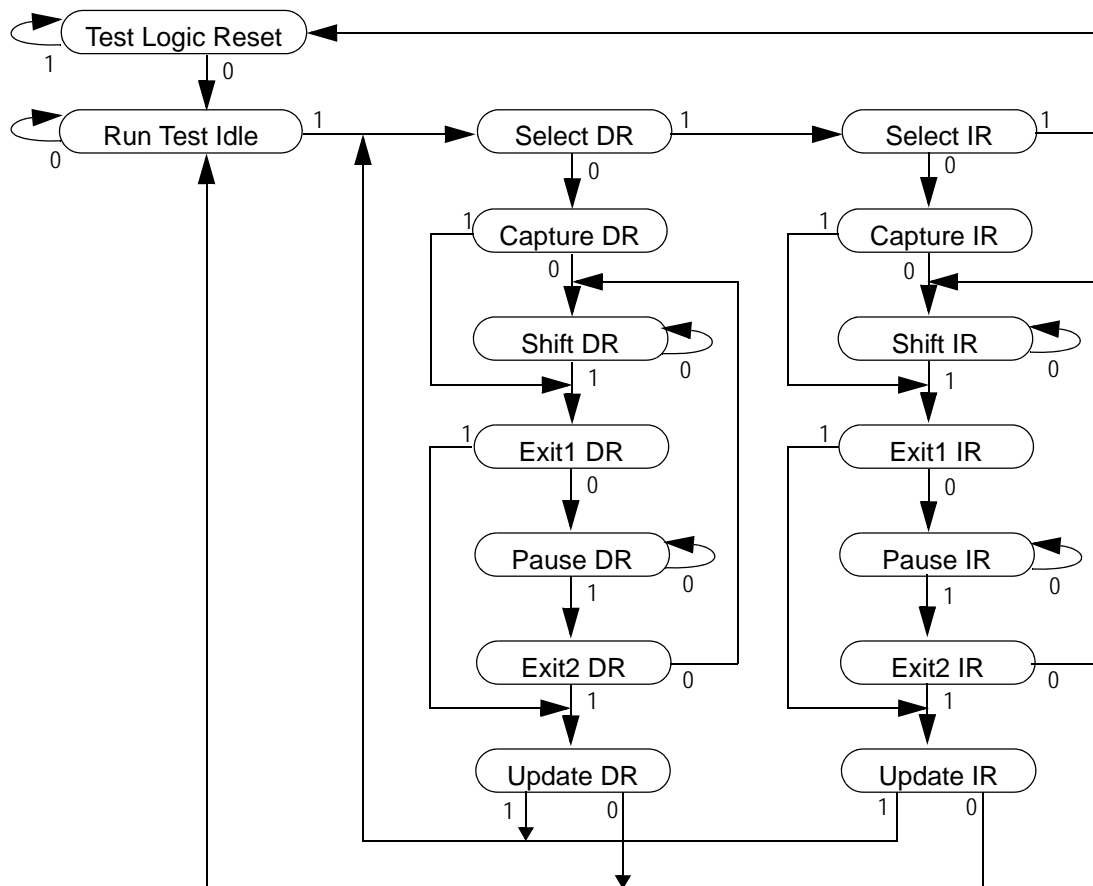 Test Logic Reset
1
0
Run Test Idle
1
Select DR
1
Select IR
1
0
0
0
1
Capture DR
1
Capture IR
0
0
Shift DR
0
Shift IR
0
1
1
1
Exit1 DR
1
Exit1 IR
0
0
Pause DR
0
Pause IR
0
1
1
Exit2 DR
0
Exit2 IR
0
1
1
Update DR
Update IR
1
0
1
0